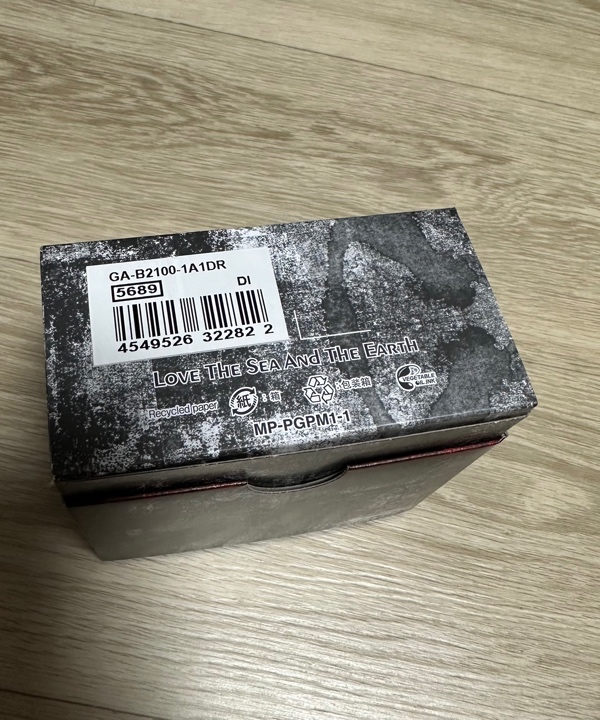 GA-B2100-1A1DR
5689
DI
4549526 32282 2
LOVE THE SEA AND THE EARTH
Recycled paper
紙
箱
包装箱
VEGETABLE
OIL INK
MP-PGPM1-1